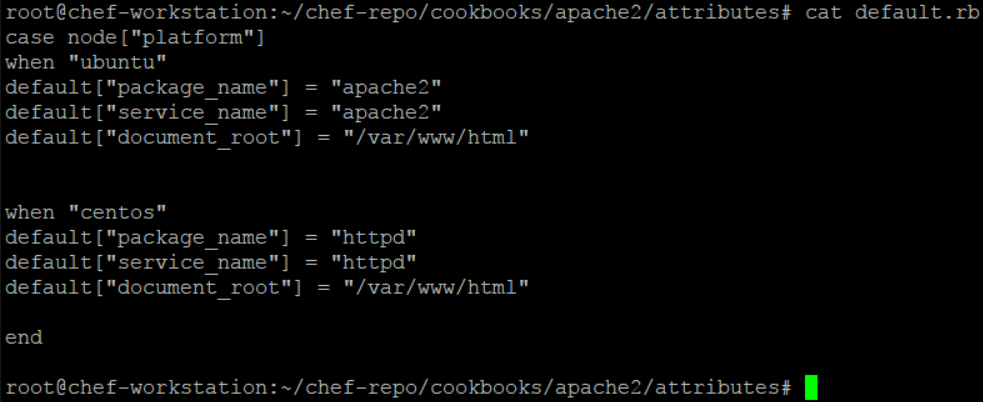 root@chef-workstation:~/chef-repo/cookbooks/apache2/attributes# cat default.rb
case node["platform"]
when "ubuntu"
default["package_name"] = "apache2"
default["service_name"] = "apache2"
default["document_root"] = "/var/www/html"
when "centos"
default["package_name"] = "httpd"
default["service_name"] = "httpd"
default["document_root"] = "/var/www/html"
end
root@chef-workstation:~/chef-repo/cookbooks/apache2/attributes#